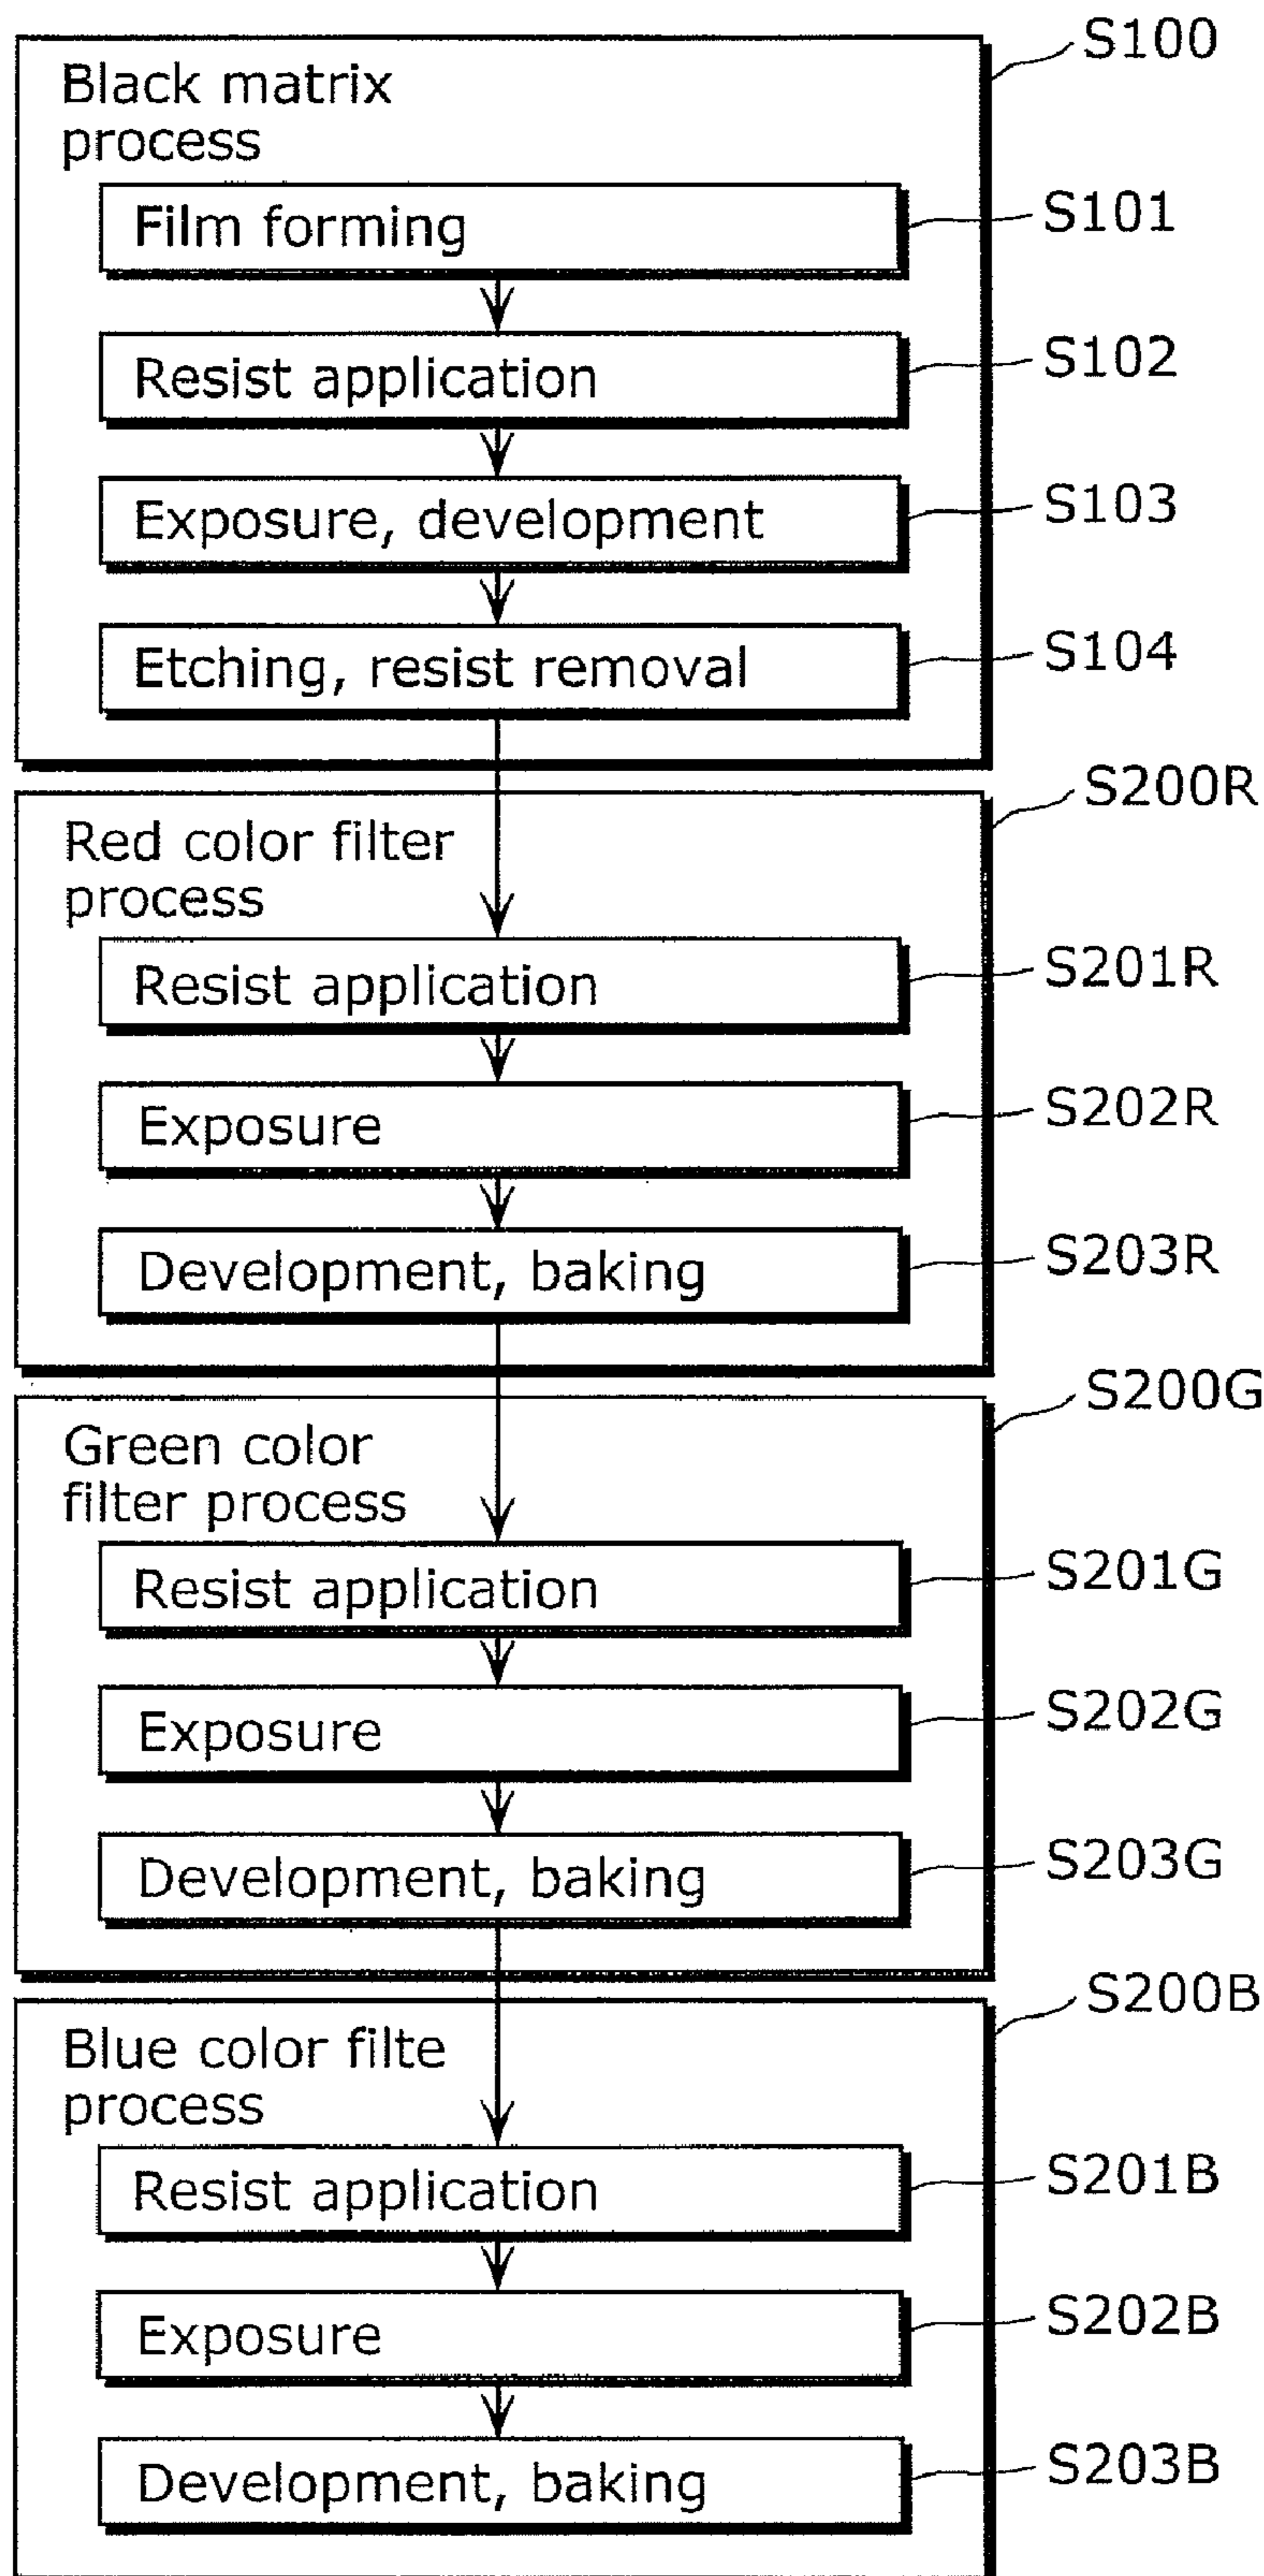 S100
Black matrix
process
Film forming
S101
Resist application
S102
Exposure, development
S103
Etching, resist removal
S104
S200R
Red color filter
process
Resist application
S201R
Exposure
S202R
Development, baking
S203R
S200G
Green color
filter process
Resist application
S201G
Exposure
S202G
Development, baking
S203G
S200B
Blue color filte
process
Resist application
S201B
Exposure
S202B
Development, baking
S203B